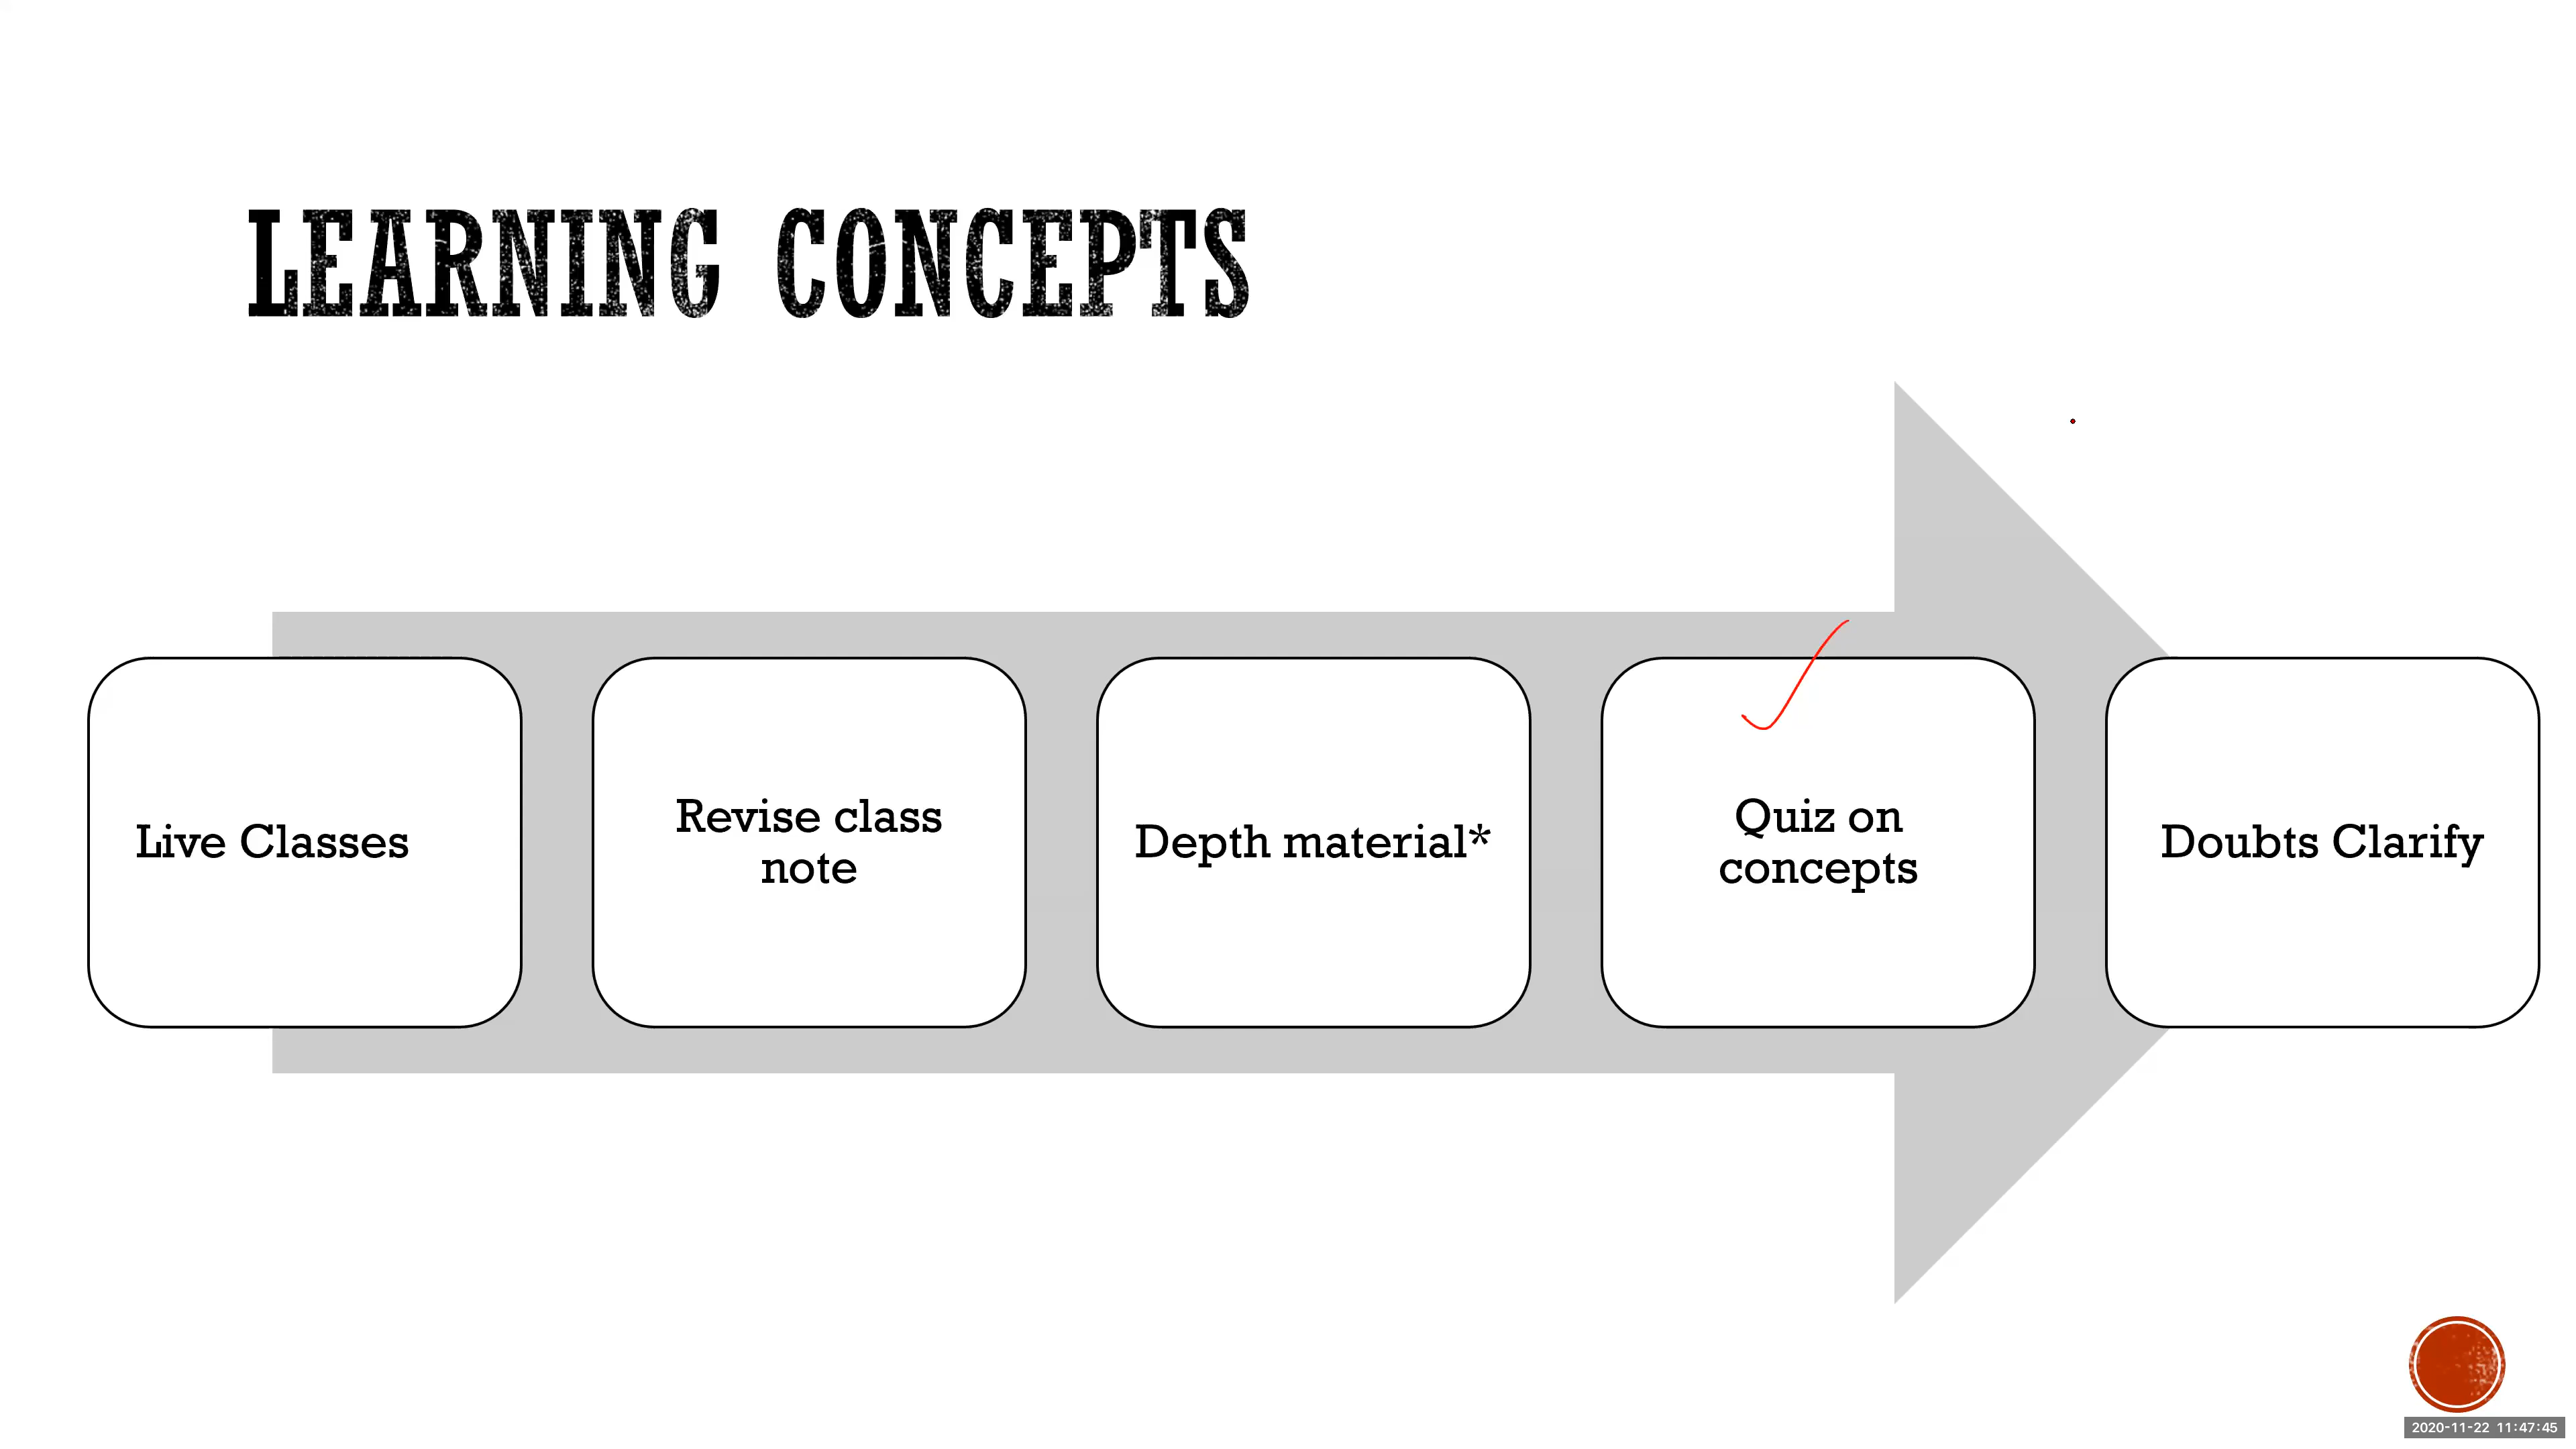 LEARNING CONCEPTS
Live Classes
Revise class
note
Depth material*
Quiz on
concepts
Doubts Clarify
2020-11-22 11:47:45